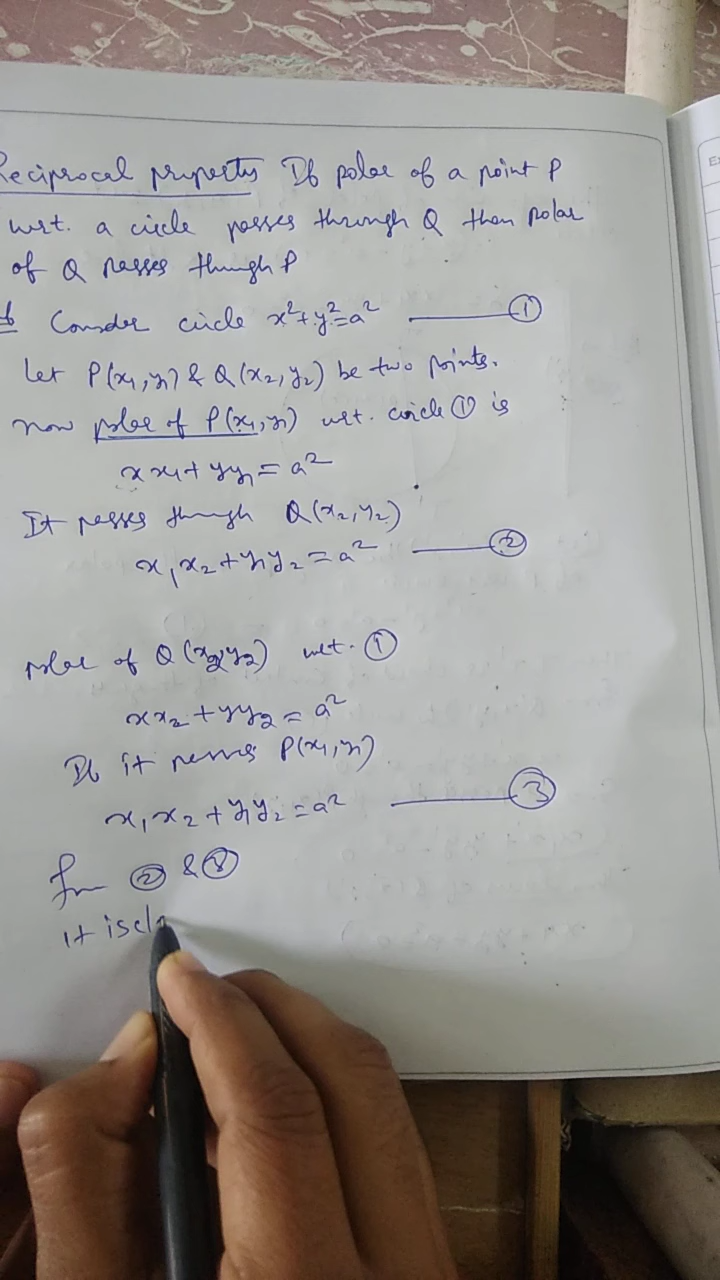 Reciprocal property If polar of a point P
wrt. a circle passes through Q then polar
of Q passes through P
Consder circle x²+y²=a² ①
Let P(x₁,y₁) & Q(x₂,y₂) be two points.
now polar of P(x₁,y₁) wrt. circle ① is
xx₁+yy₁=a²
It passes through Q(x₂,y₂)
x₁x₂+y₁y₂=a² ②
polar of Q(x₂,y₂) wrt. ①
xx₂+yy₂=a²
If it passes P(x₁,y₁)
x₁x₂+y₁y₂=a² ③
from ② & ③
it is cle